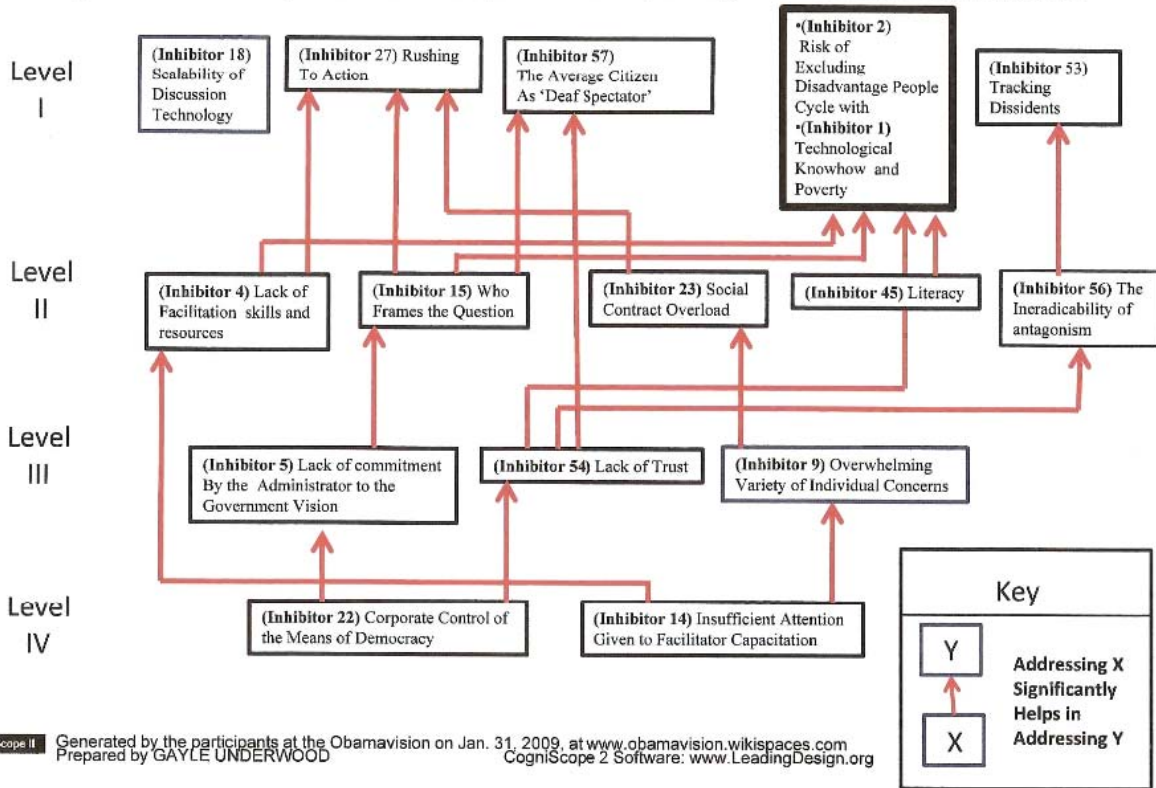 Level
I
(Inhibitor 18)
Scalability of
Discussion
Technology
(Inhibitor 27) Rushing
To Action
(Inhibitor 57)
The Average Citizen
As ‘Deaf Spectator’
•(Inhibitor 2)
Risk of
Excluding
Disadvantage People
Cycle with
•(Inhibitor 1)
Technological
Knowhow and
Poverty
(Inhibitor 53)
Tracking
Dissidents
Level
II
(Inhibitor 4) Lack of
Facilitation skills and
resources
(Inhibitor 15) Who
Frames the Question
(Inhibitor 23) Social
Contract Overload
(Inhibitor 45) Literacy
(Inhibitor 56) The
Ineradicability of
antagonism
Level
III
(Inhibitor 5) Lack of commitment
By the Administrator to the
Government Vision
(Inhibitor 54) Lack of Trust
(Inhibitor 9) Overwhelming
Variety of Individual Concerns
Level
IV
(Inhibitor 22) Corporate Control of
the Means of Democracy
(Inhibitor 14) Insufficient Attention
Given to Facilitator Capacitation
Key
Y
X
Addressing X
Significantly
Helps in
Addressing Y
Scope II
Generated by the participants at the Obamavision on Jan. 31, 2009, at www.obamavision.wikispaces.com
Prepared by GAYLE UNDERWOOD
CogniScope 2 Software: www.LeadingDesign.org